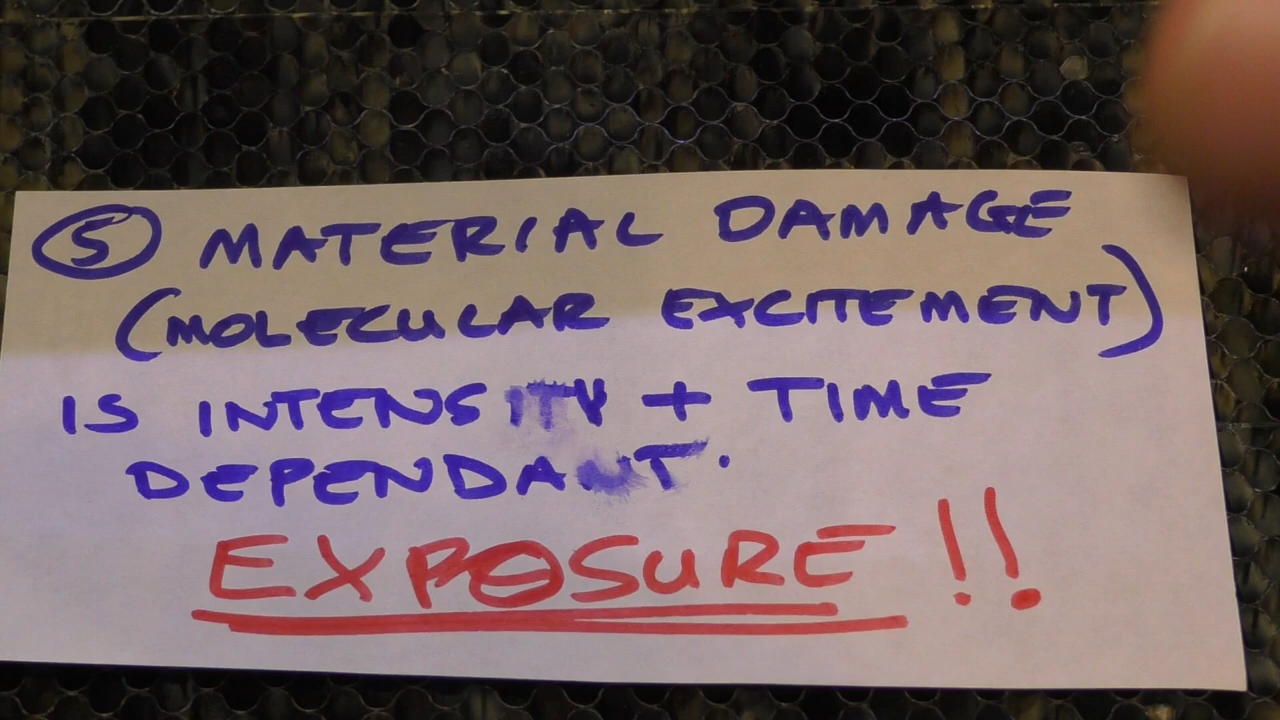 ⑤ MATERIAL DAMAGE
(MOLECULAR EXCITEMENT)
IS INTENSITY + TIME
DEPENDANT.
EXPOSURE!!